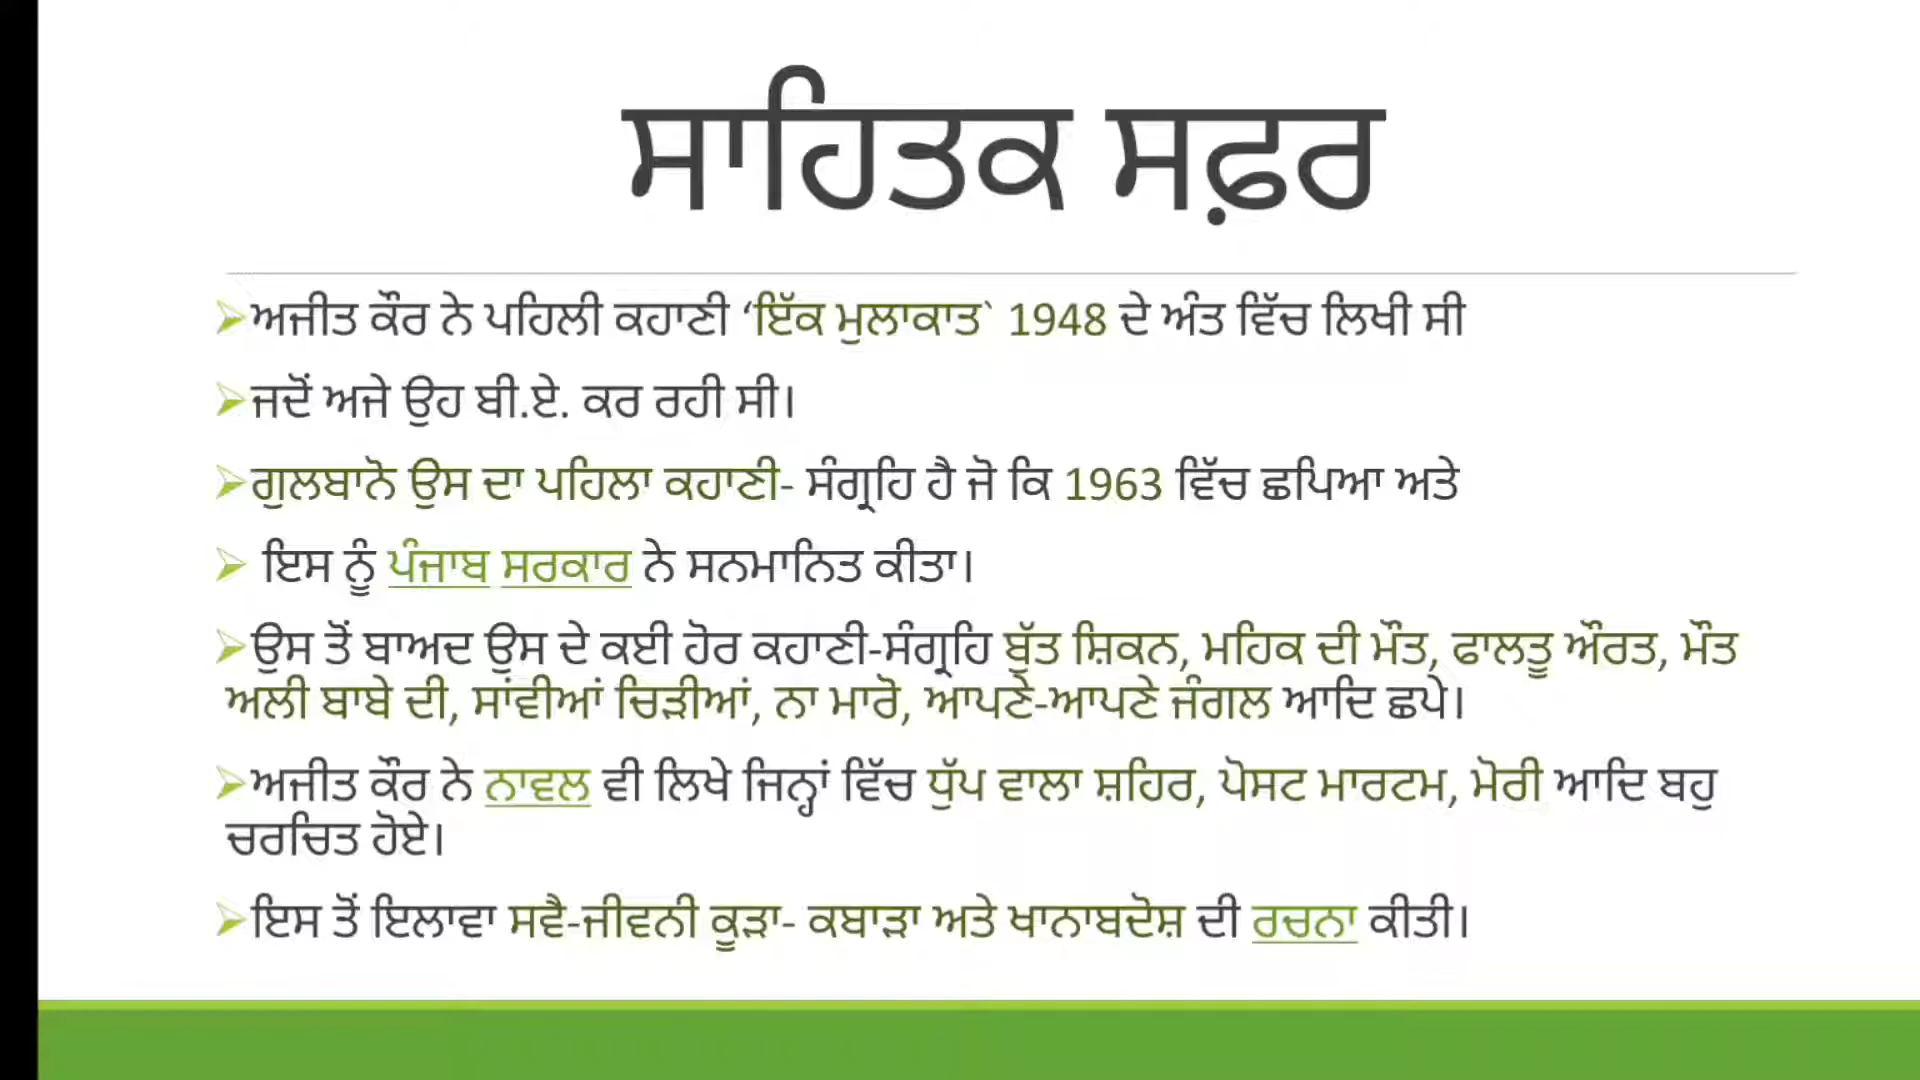 ਸਾਹਿਤਕ ਸਫ਼ਰ
➢ਅਜੀਤ ਕੌਰ ਨੇ ਪਹਿਲੀ ਕਹਾਣੀ ‘ਇੱਕ ਮੁਲਾਕਾਤ` 1948 ਦੇ ਅੰਤ ਵਿੱਚ ਲਿਖੀ ਸੀ
➢ਜਦੋਂ ਅਜੇ ਉਹ ਬੀ.ਏ. ਕਰ ਰਹੀ ਸੀ।
➢ਗੁਲਬਾਨੋ ਉਸ ਦਾ ਪਹਿਲਾ ਕਹਾਣੀ- ਸੰਗ੍ਰਹਿ ਹੈ ਜੋ ਕਿ 1963 ਵਿੱਚ ਛਪਿਆ ਅਤੇ
➢ ਇਸ ਨੂੰ ਪੰਜਾਬ ਸਰਕਾਰ ਨੇ ਸਨਮਾਨਿਤ ਕੀਤਾ।
➢ਉਸ ਤੋਂ ਬਾਅਦ ਉਸ ਦੇ ਕਈ ਹੋਰ ਕਹਾਣੀ-ਸੰਗ੍ਰਹਿ ਬੁੱਤ ਸ਼ਿਕਨ, ਮਹਿਕ ਦੀ ਮੌਤ, ਫਾਲਤੂ ਔਰਤ, ਮੌਤ
ਅਲੀ ਬਾਬੇ ਦੀ, ਸਾਂਵੀਆਂ ਚਿੜੀਆਂ, ਨਾ ਮਾਰੋ, ਆਪਣੇ-ਆਪਣੇ ਜੰਗਲ ਆਦਿ ਛਪੇ।
➢ਅਜੀਤ ਕੌਰ ਨੇ ਨਾਵਲ ਵੀ ਲਿਖੇ ਜਿਨ੍ਹਾਂ ਵਿੱਚ ਧੁੱਪ ਵਾਲਾ ਸ਼ਹਿਰ, ਪੋਸਟ ਮਾਰਟਮ, ਮੋਰੀ ਆਦਿ ਬਹੁ
ਚਰਚਿਤ ਹੋਏ।
➢ਇਸ ਤੋਂ ਇਲਾਵਾ ਸਵੈ-ਜੀਵਨੀ ਕੂੜਾ- ਕਬਾੜਾ ਅਤੇ ਖਾਨਾਬਦੋਸ਼ ਦੀ ਰਚਨਾ ਕੀਤੀ।